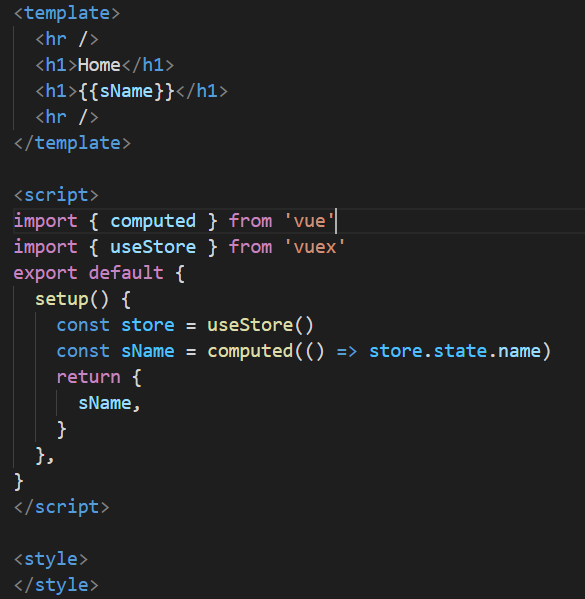 <template>
  <hr />
  <h1>Home</h1>
  <h1>{{sName}}</h1>
  <hr />
</template>

<script>
import { computed } from 'vue'
import { useStore } from 'vuex'
export default {
  setup() {
    const store = useStore()
    const sName = computed(() => store.state.name)
    return {
      sName,
    }
  },
}
</script>

<style>
</style>